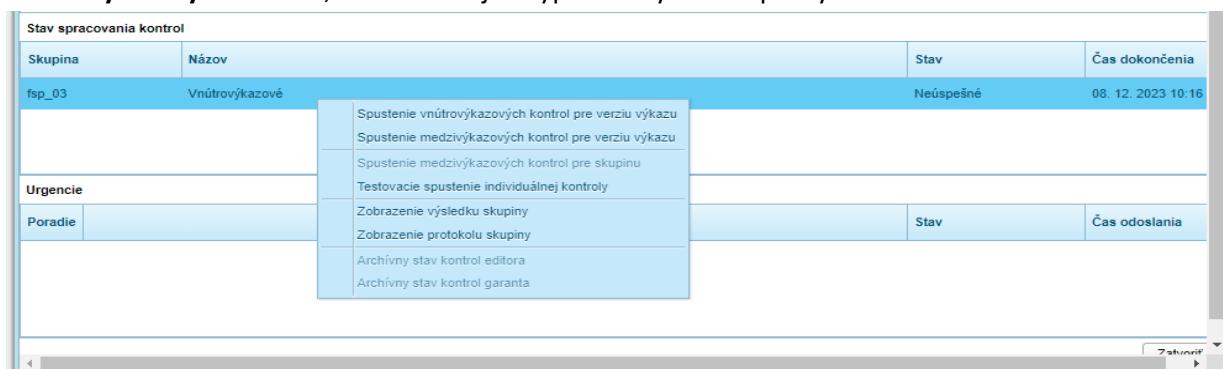 Stav spracovania kontrol
Skupina Názov Stav Čas dokončenia
fsp_03 Vnútrovýkazové Neúspešné 08. 12. 2023 10:16
Spustenie vnútrovýkazových kontrol pre verziu výkazu
Spustenie medzivýkazových kontrol pre verziu výkazu
Spustenie medzivýkazových kontrol pre skupinu
Testovacie spustenie individuálnej kontroly
Zobrazenie výsledku skupiny
Zobrazenie protokolu skupiny
Archívny stav kontrol editora
Archívny stav kontrol garanta
Urgencie
Poradie Stav Čas odoslania
Zatvoriť